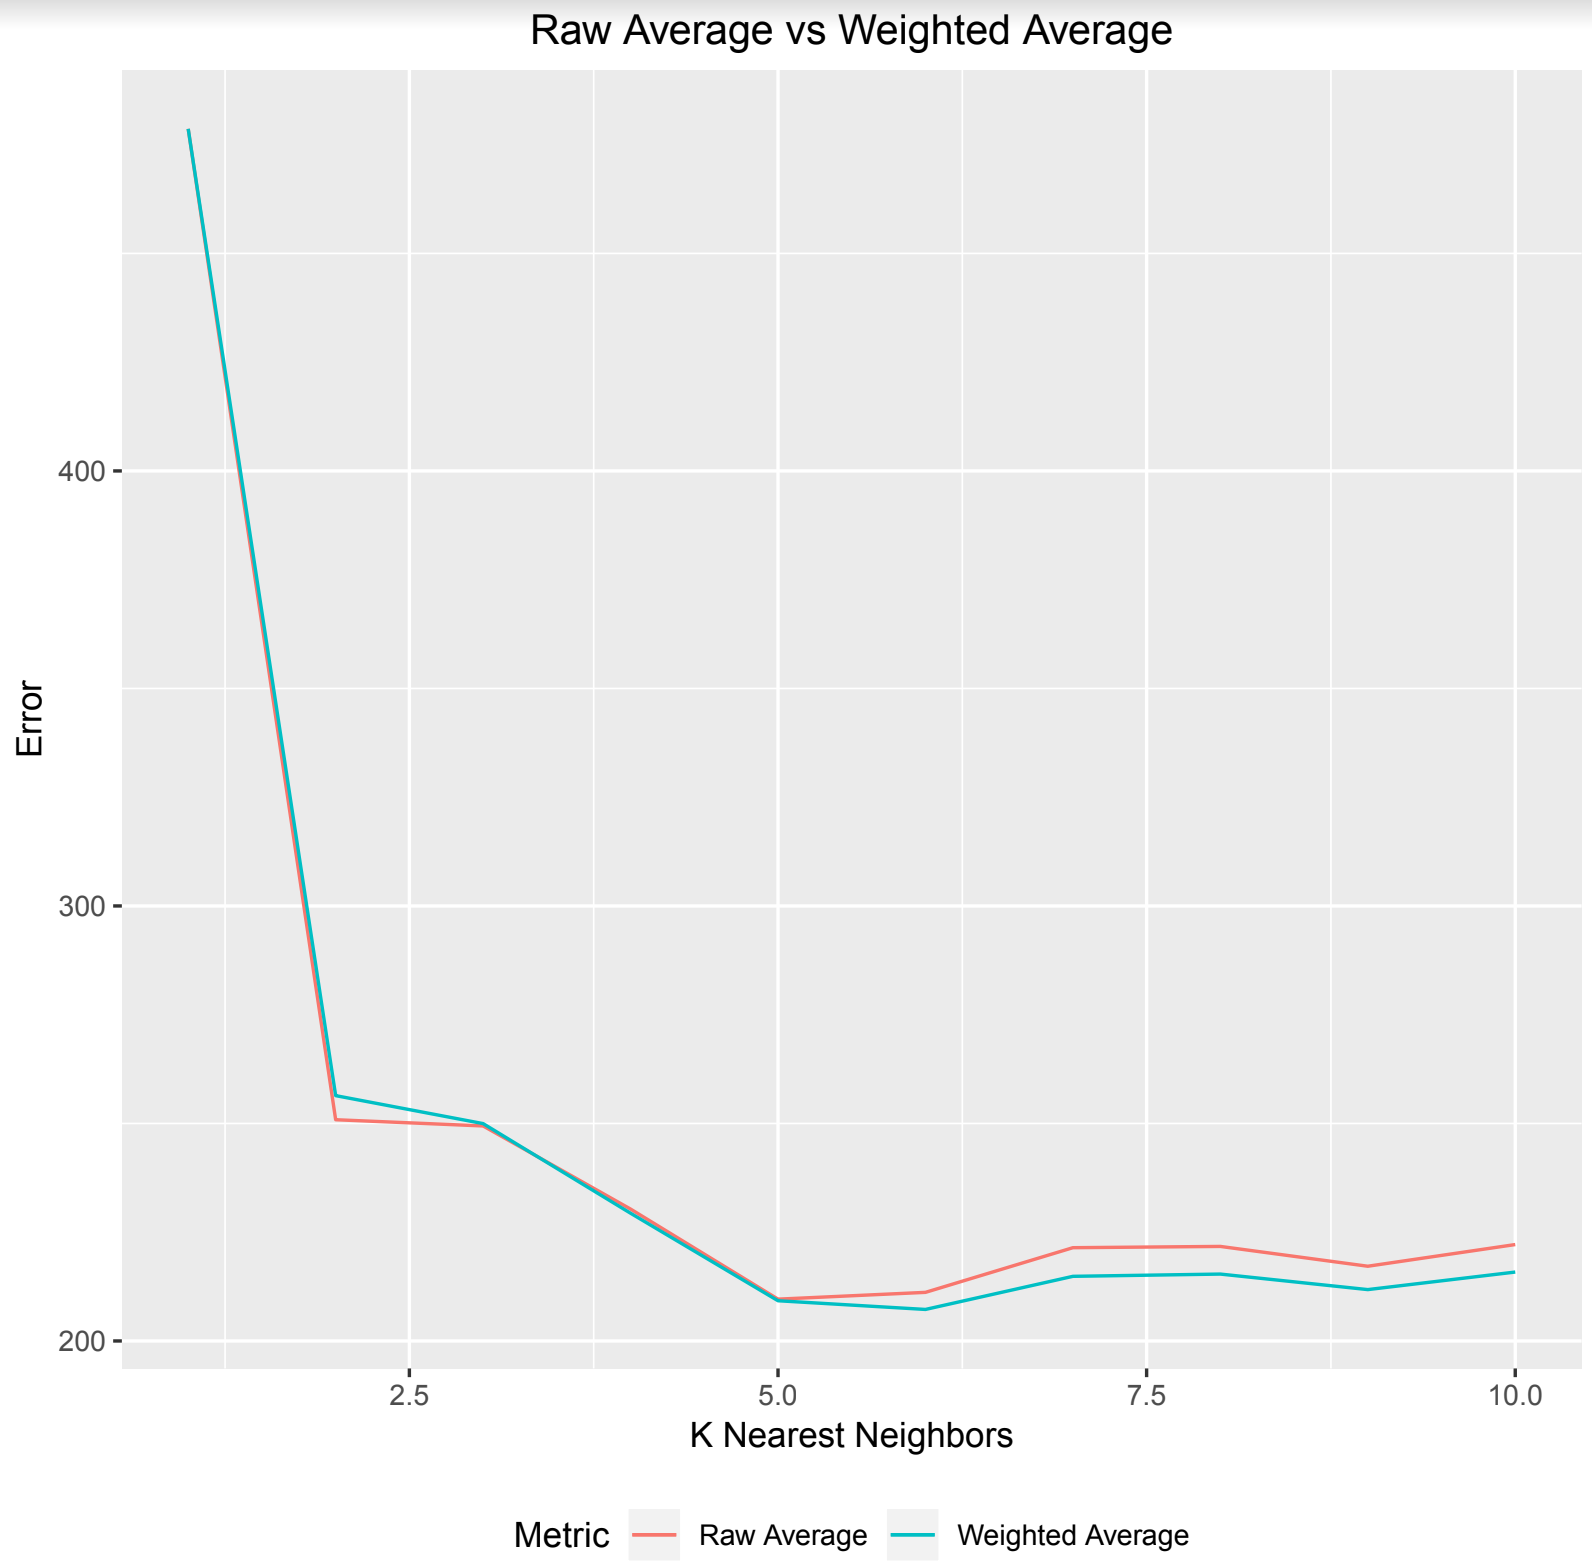 Raw Average vs Weighted Average
Error
400
300
200
2.5 5.0 7.5 10.0
K Nearest Neighbors
Metric Raw Average Weighted Average